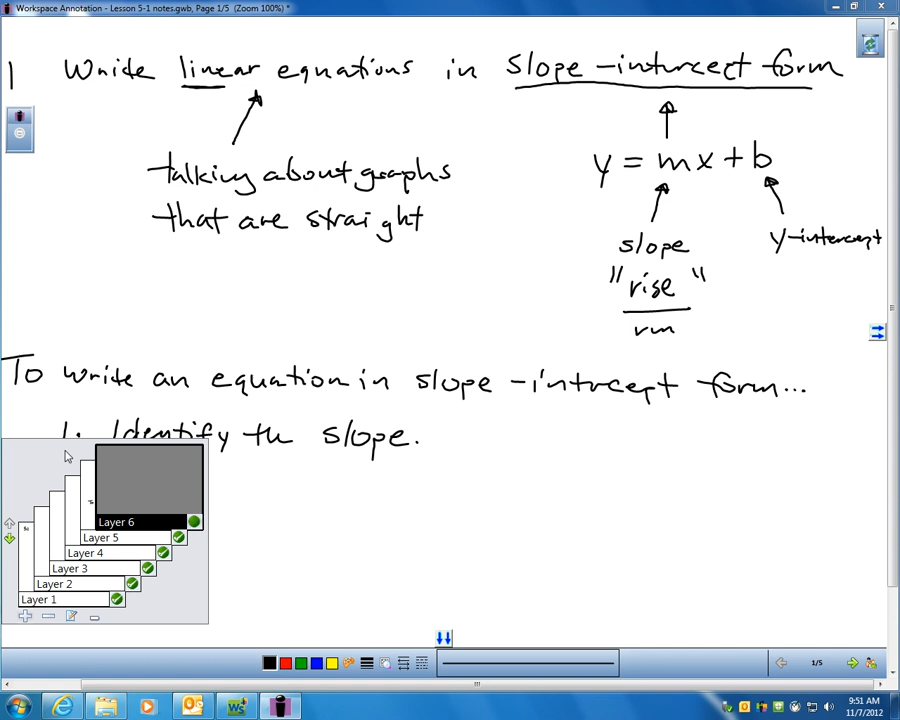 Workspace Annotation - Lesson 5-1 notes.gwb, Page 1/5 (Zoom 100%) *
1 Write linear equations in slope-intercept form
talking about graphs
that are straight
y = mx + b
slope
y-intercept
"rise"
run
To write an equation in slope-intercept form...
1. Identify the slope.
Layer 6
Layer 5
Layer 4
Layer 3
Layer 2
Layer 1
1/5
9:51 AM
11/7/2012